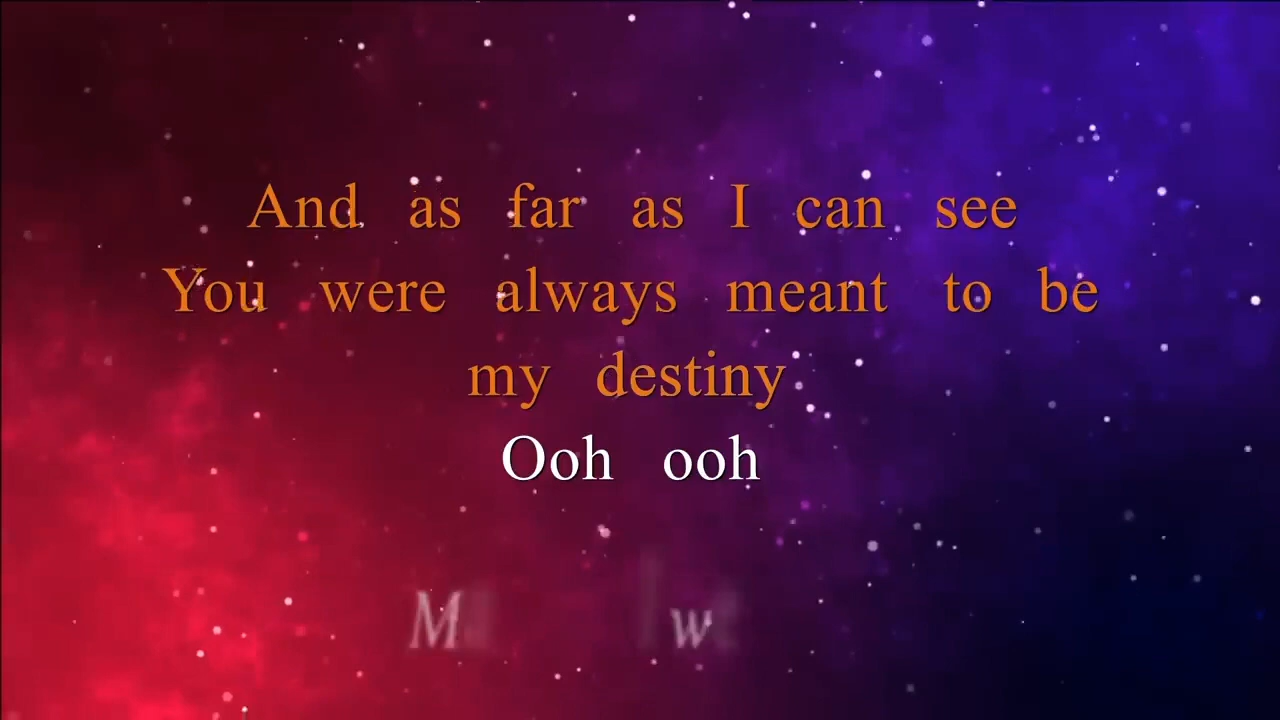 And as far as I can see
You were always meant to be
my destiny
Ooh ooh